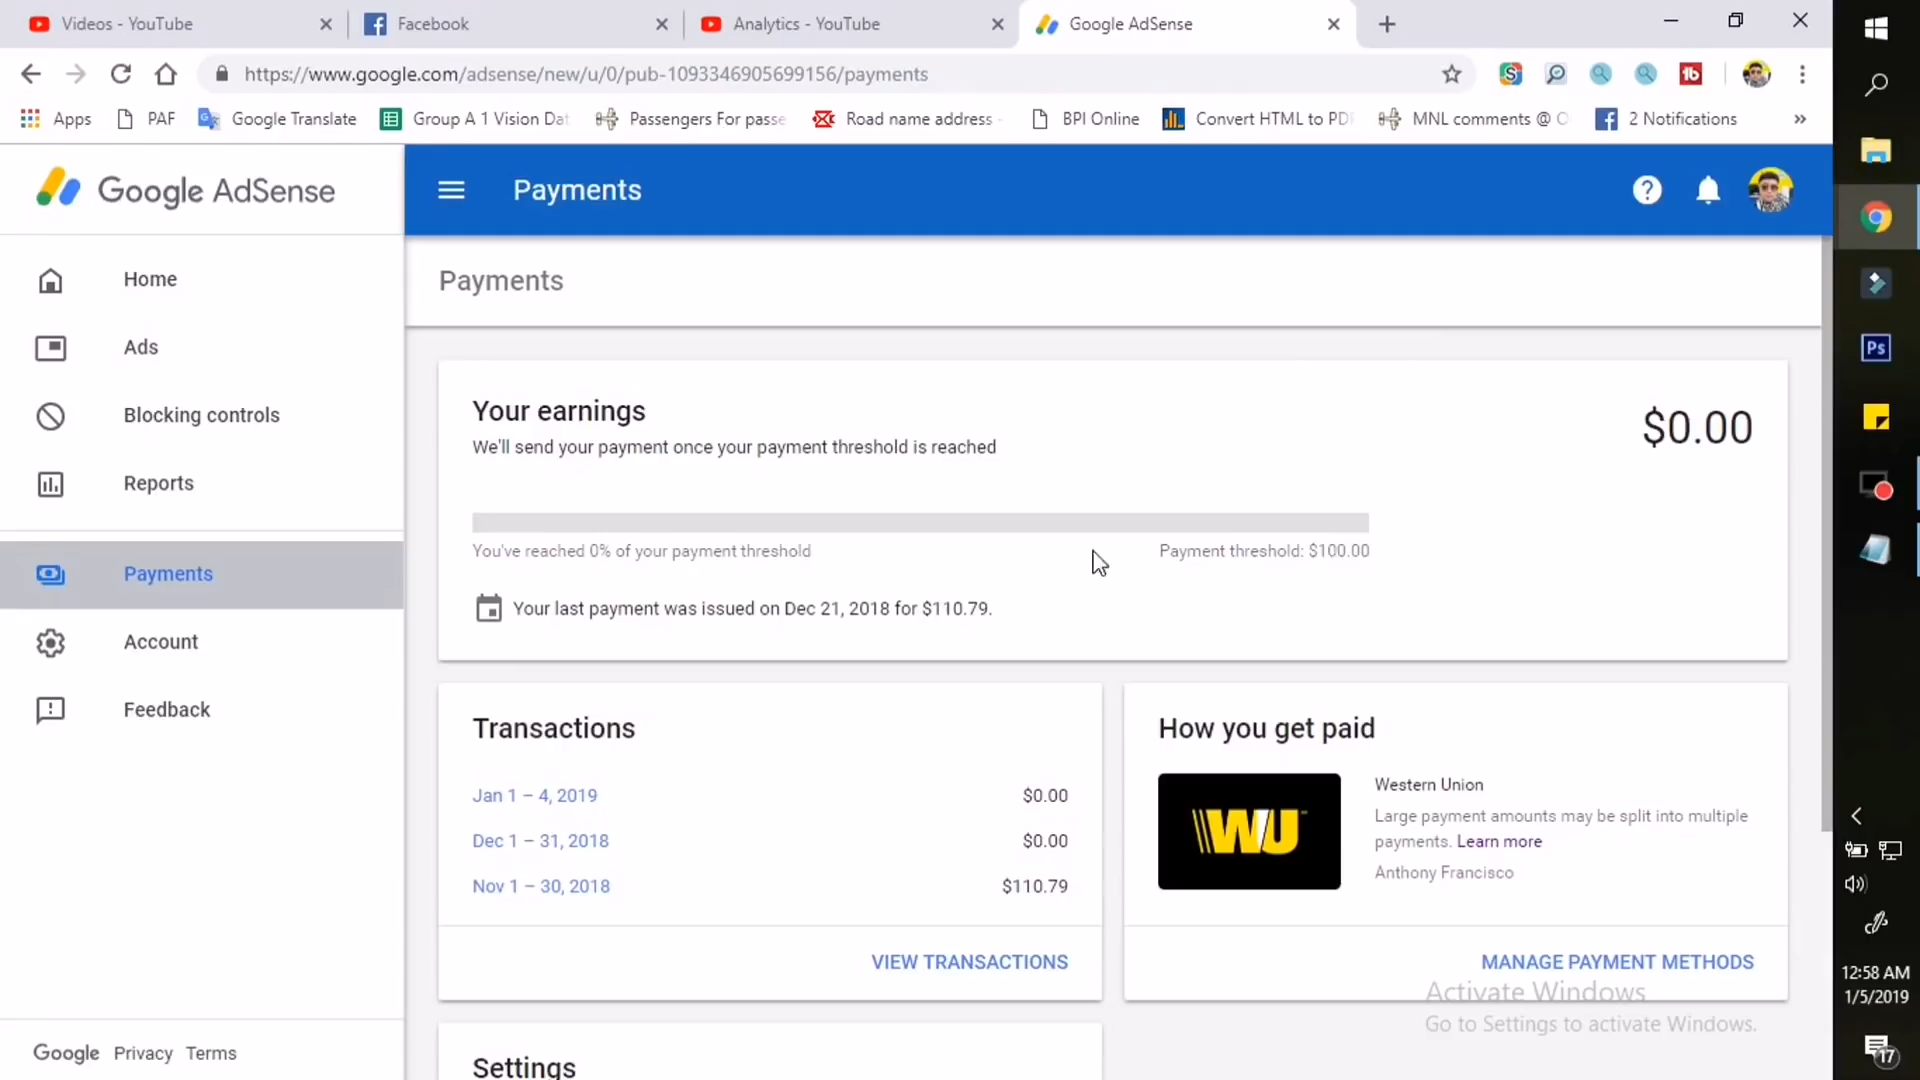 Videos - YouTube
Facebook
Analytics - YouTube
Google AdSense
https://www.google.com/adsense/new/u/0/pub-1093346905699156/payments
Apps
PAF
Google Translate
Group A 1 Vision Dat
Passengers For passe
Road name address -
BPI Online
Convert HTML to PDF
MNL comments @ O
2 Notifications
»
Google AdSense
Payments
Home
Ads
Blocking controls
Reports
Payments
Account
Feedback
Google Privacy Terms
Payments
Your earnings
$0.00
We'll send your payment once your payment threshold is reached
You've reached 0% of your payment threshold
Payment threshold: $100.00
Your last payment was issued on Dec 21, 2018 for $110.79.
Transactions
Jan 1 – 4, 2019 $0.00
Dec 1 – 31, 2018 $0.00
Nov 1 – 30, 2018 $110.79
VIEW TRANSACTIONS
How you get paid
WU
Western Union
Large payment amounts may be split into multiple
payments. Learn more
Anthony Francisco
MANAGE PAYMENT METHODS
Activate Windows
Go to Settings to activate Windows.
Settings
Ps
12:58 AM
1/5/2019
17